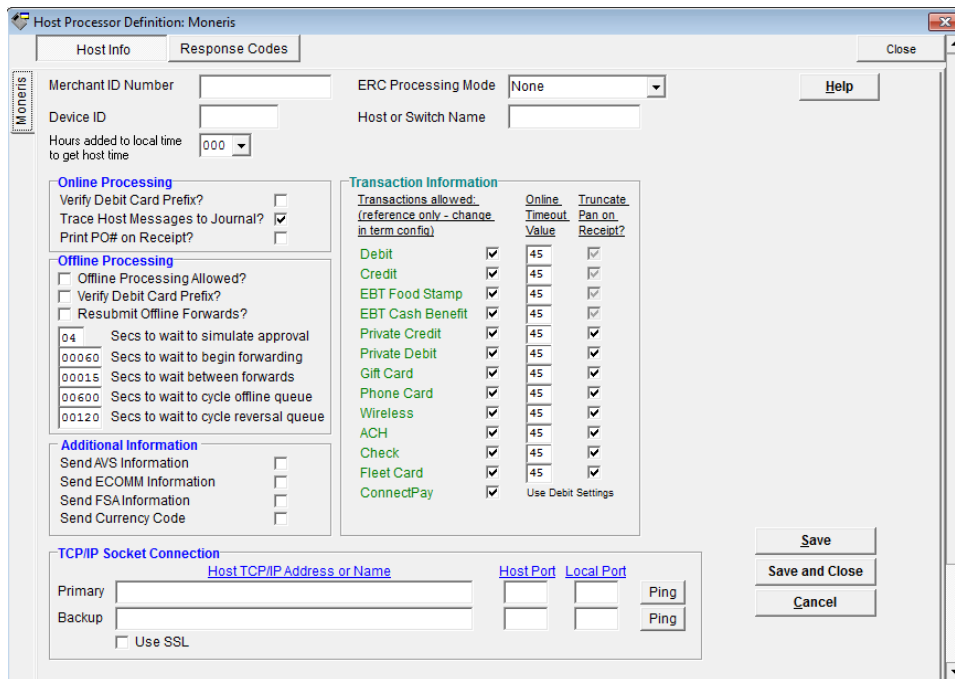 Host Processor Definition: Moneris
Host Info Response Codes Close
Moneris
Merchant ID Number ERC Processing Mode None Help
Device ID Host or Switch Name
Hours added to local time
to get host time 000
Online Processing
Verify Debit Card Prefix?
Trace Host Messages to Journal?
Print PO# on Receipt?
Offline Processing
Offline Processing Allowed?
Verify Debit Card Prefix?
Resubmit Offline Forwards?
04 Secs to wait to simulate approval
00060 Secs to wait to begin forwarding
00015 Secs to wait between forwards
00600 Secs to wait to cycle offline queue
00120 Secs to wait to cycle reversal queue
Additional Information
Send AVS Information
Send ECOMM Information
Send FSA Information
Send Currency Code
Transaction Information
Transactions allowed: Online Truncate
(reference only - change Timeout Pan on
in term config) Value Receipt?
Debit 45
Credit 45
EBT Food Stamp 45
EBT Cash Benefit 45
Private Credit 45
Private Debit 45
Gift Card 45
Phone Card 45
Wireless 45
ACH 45
Check 45
Fleet Card 45
ConnectPay Use Debit Settings
TCP/IP Socket Connection
Host TCP/IP Address or Name Host Port Local Port
Primary Ping
Backup Ping
Use SSL
Save
Save and Close
Cancel